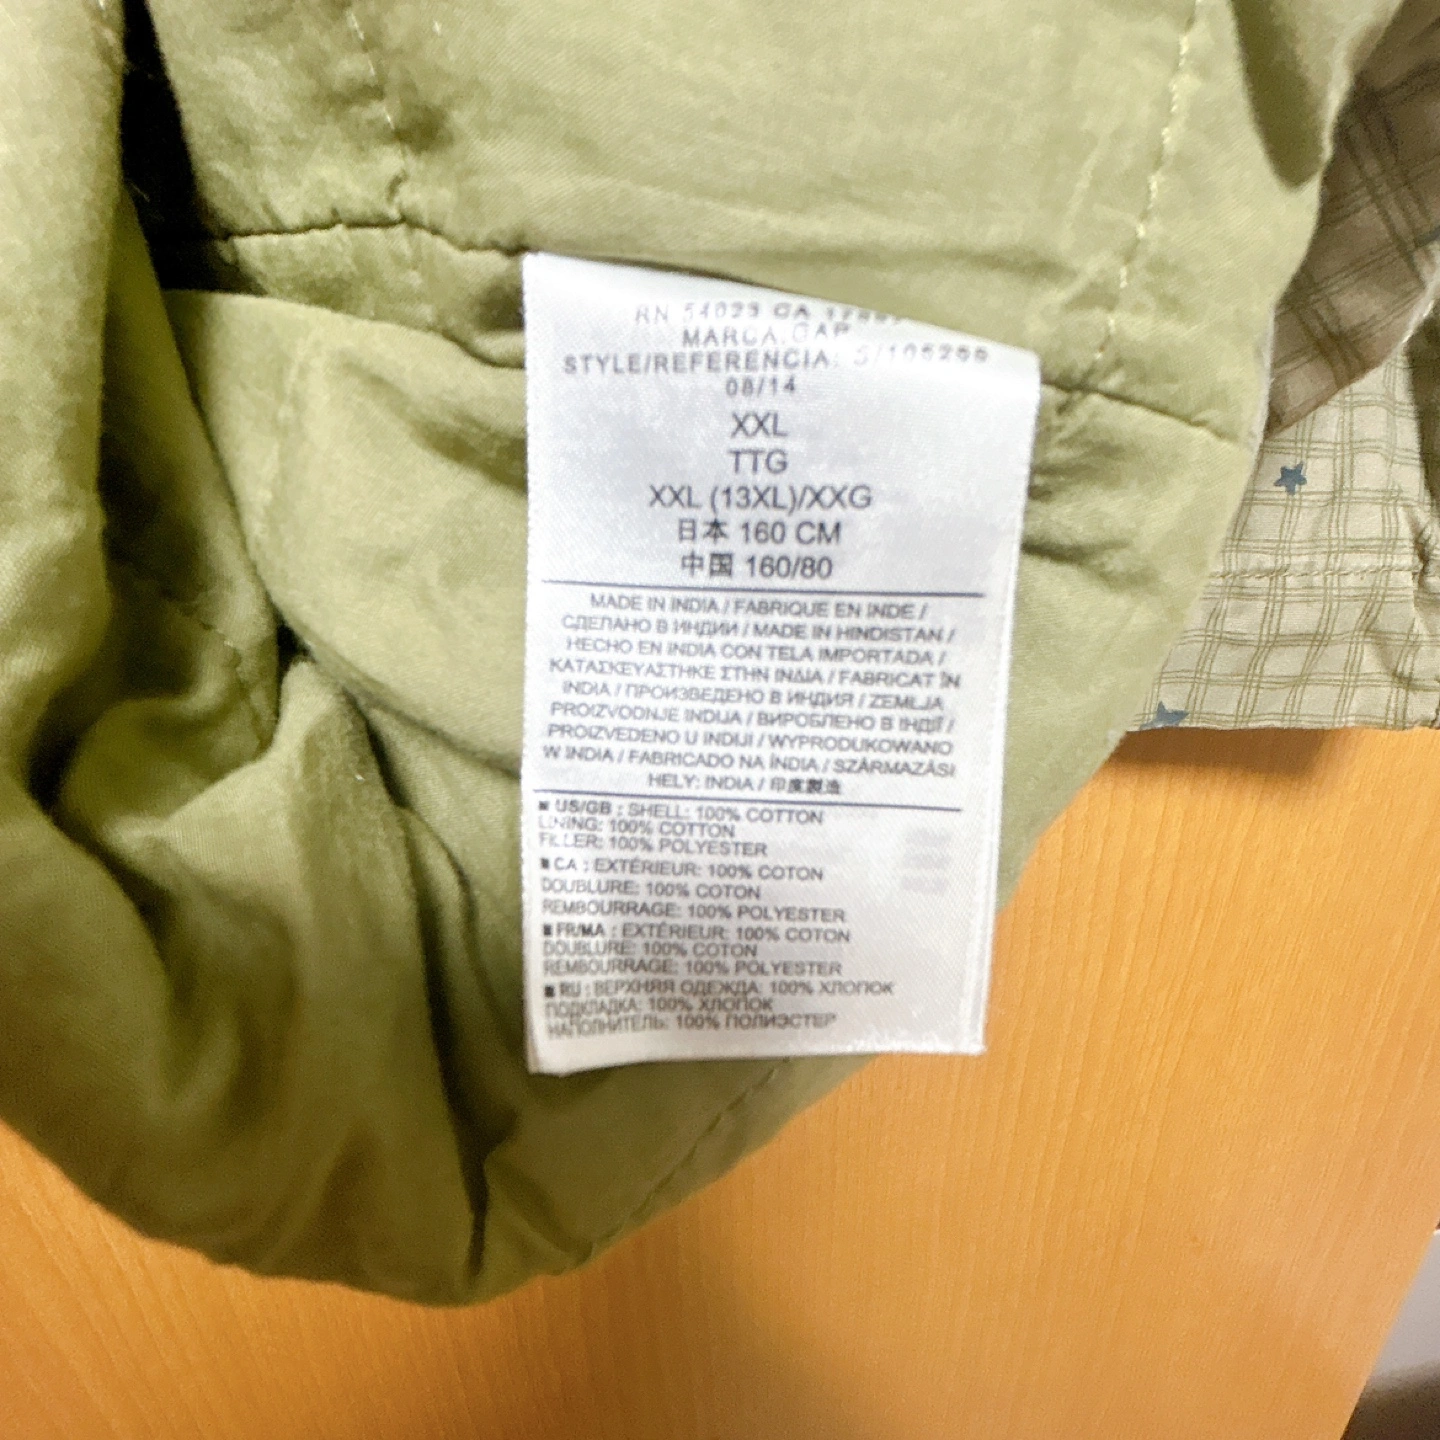 RN 54023 CA
MARCA: GAP
STYLE/REFERENCIA:
08/14
XXL
TTG
XXL (13XL)/XXG
日本 160 CM
中国 160/80
MADE IN INDIA / FABRIQUE EN INDE /
СДЕЛАНО В ИНДИИ / MADE IN HINDISTAN /
HECHO EN INDIA CON TELA IMPORTADA /
ΚΑΤΑΣΚΕΥΑΣΤΗΚΕ ΣΤΗΝ ΙΝΔΙΑ / FABRICAT ÎN
INDIA / ПРОИЗВЕДЕНО В ИНДИЯ / ZEMLJA
PROIZVODNJE INDIJA / ВИРОБЛЕНО В ІНДІЇ /
PROIZVEDENO U INDIJI / WYPRODUKOWANO
W INDIA / FABRICADO NA ÍNDIA / SZÁRMAZÁSI
HELY: INDIA / 印度製造
■ US/GB : SHELL: 100% COTTON
LINING: 100% COTTON
FILLER: 100% POLYESTER
■ CA : EXTÉRIEUR: 100% COTON
DOUBLURE: 100% COTON
REMBOURRAGE: 100% POLYESTER
■ FR/MA : EXTÉRIEUR: 100% COTON
DOUBLURE: 100% COTON
REMBOURRAGE: 100% POLYESTER
■ RU : ВЕРХНЯЯ ОДЕЖДА: 100% ХЛОПОК
ПОДКЛАДКА: 100% ХЛОПОК
НАПОЛНИТЕЛЬ: 100% ПОЛИЭСТЕР